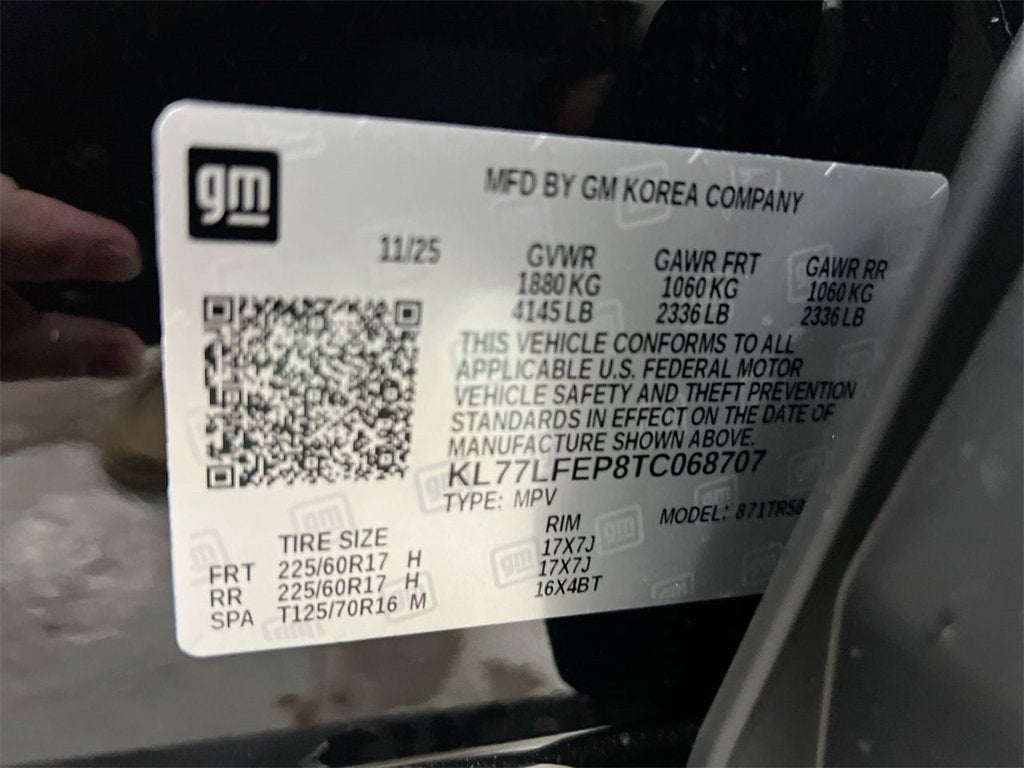 gm
MFD BY GM KOREA COMPANY
11/25 GVWR GAWR FRT GAWR RR
1880 KG 1060 KG 1060 KG
4145 LB 2336 LB 2336 LB
THIS VEHICLE CONFORMS TO ALL
APPLICABLE U.S. FEDERAL MOTOR
VEHICLE SAFETY AND THEFT PREVENTION
STANDARDS IN EFFECT ON THE DATE OF
MANUFACTURE SHOWN ABOVE.
KL77LFEP8TC068707
TYPE: MPV MODEL: 871TR58
TIRE SIZE RIM
FRT 225/60R17 H 17X7J
RR 225/60R17 H 17X7J
SPA T125/70R16 M 16X4BT